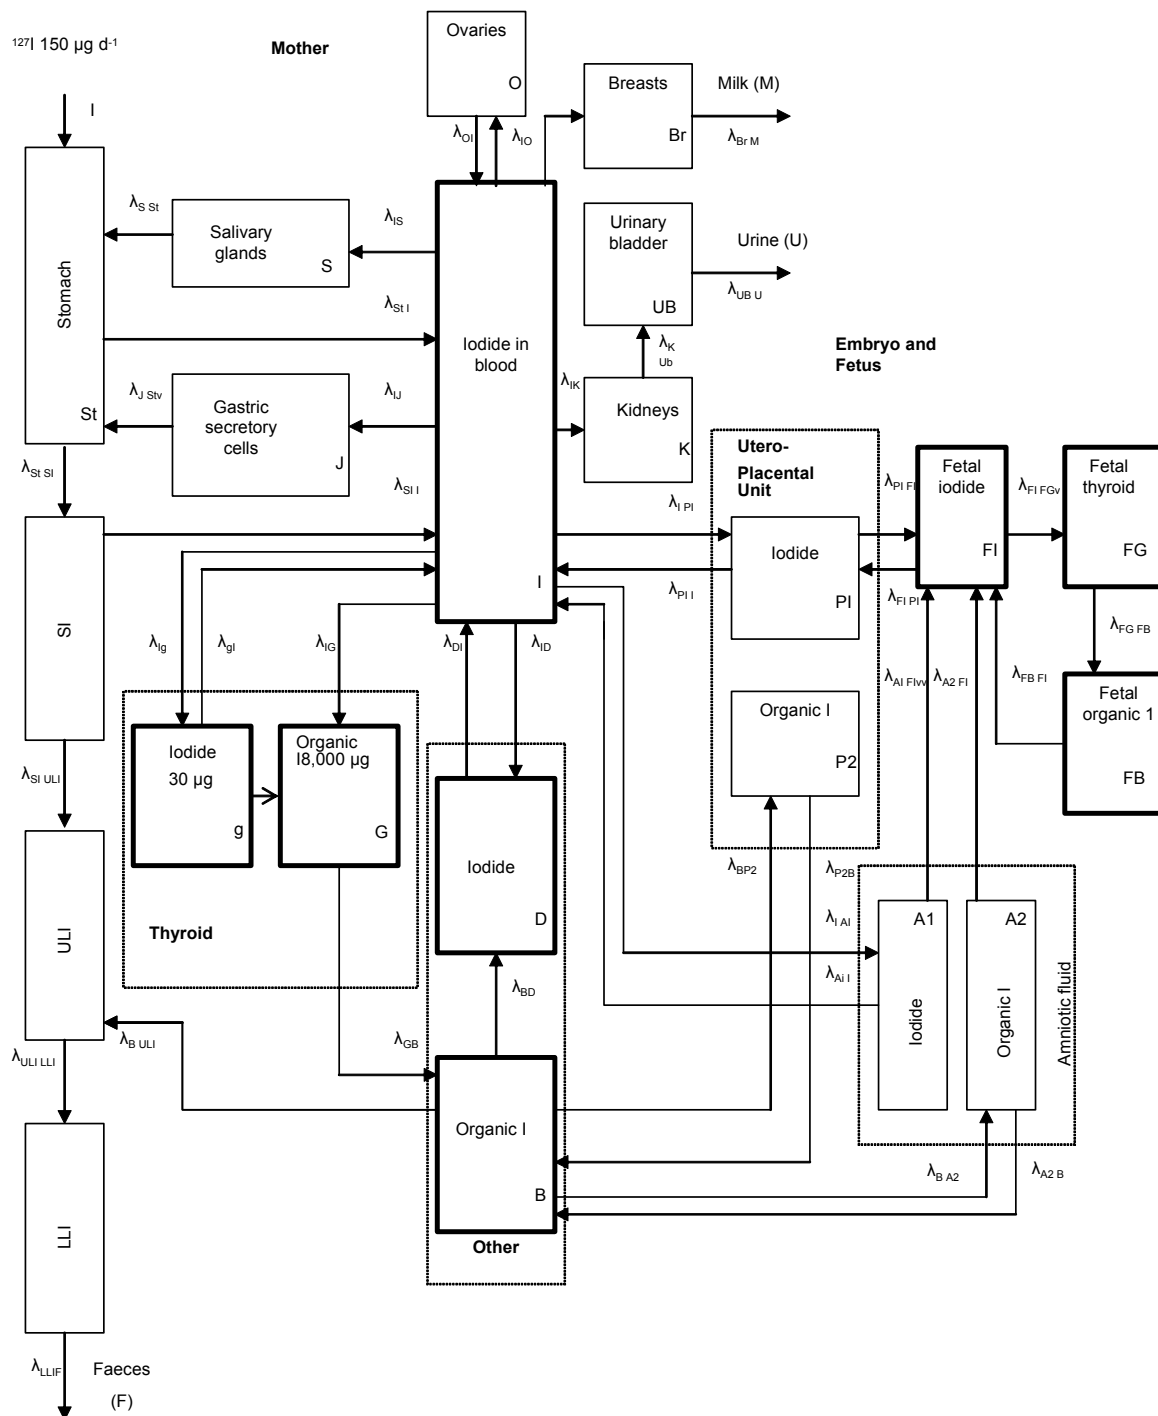 ¹²⁷I 150 µg d⁻¹
Mother
I
Ovaries
O
λOI
λIO
Breasts
Br
Milk (M)
λBr M
Stomach
St
λS St
Salivary
glands
S
λIS
λSt I
Iodide in
blood
I
Urinary
bladder
UB
Urine (U)
λUB U
λK
Ub
λIK
Kidneys
K
λJ Stv
Gastric
secretory
cells
J
λIJ
λSt SI
λSI I
Embryo and
Fetus
Utero-
Placental
Unit
λI PI
Iodide
PI
λPI I
λPI FI
Fetal
iodide
FI
λFI PI
λFI FGv
Fetal
thyroid
FG
λFG FB
Fetal
organic 1
FB
λFB FI
λAI FIvv
λA2 FI
SI
λIg
λgI
λIG
λDI
λID
Iodide
30 µg
g
Organic
I8,000 µg
G
Thyroid
λSI ULI
Organic I
P2
λBP2
λP2B
Iodide
D
λBD
λI AI
λAi I
A1
Iodide
A2
Organic I
Amniotic fluid
ULI
λB ULI
λULI LLI
λGB
Organic I
B
Other
λB A2
λA2 B
LLI
λLLIF
Faeces
(F)